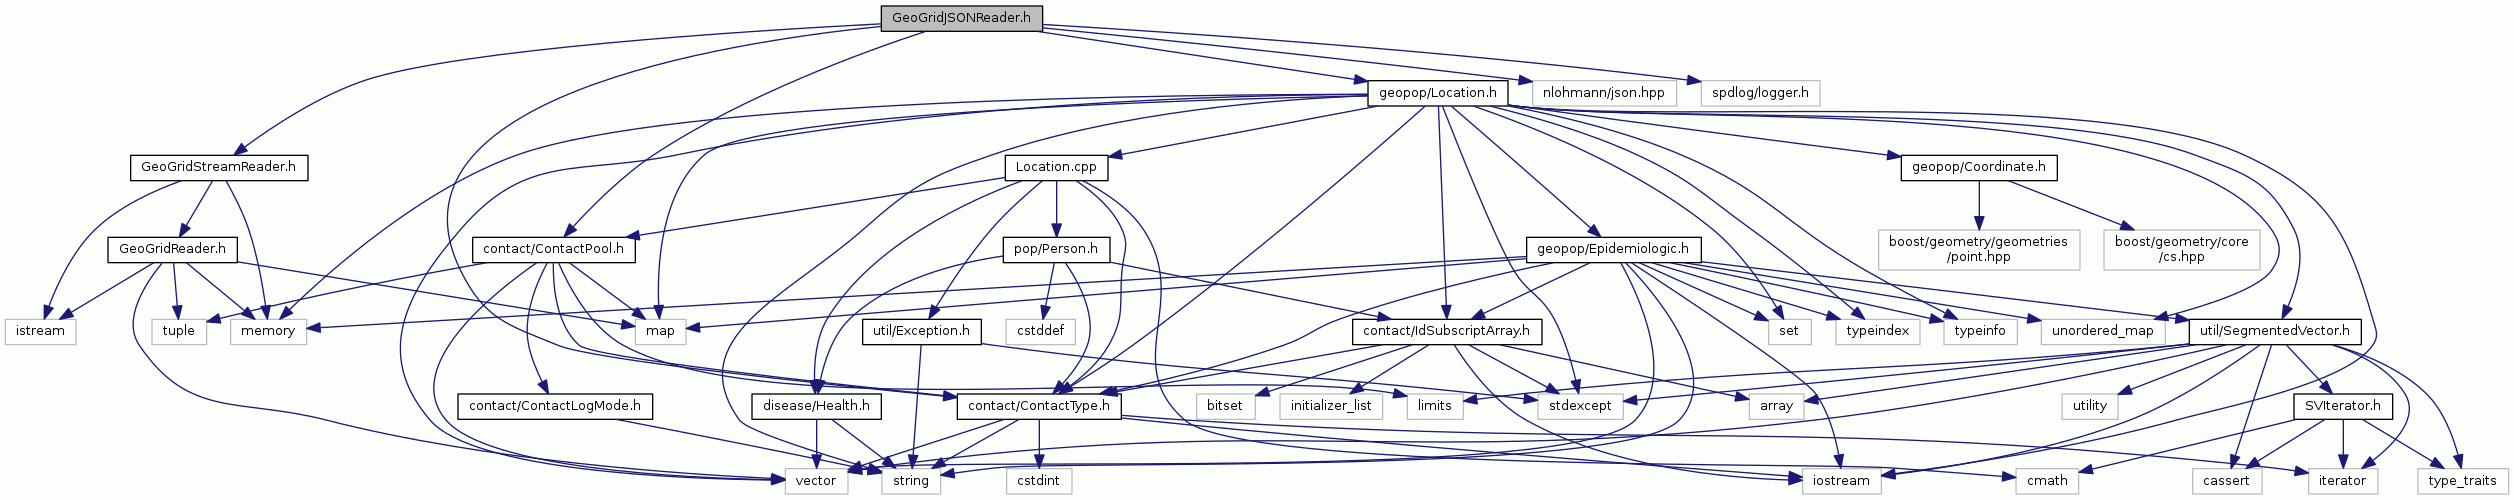 GeoGridJSONReader.h
geopop/Location.h
nlohmann/json.hpp
spdlog/logger.h
GeoGridStreamReader.h
Location.cpp
geopop/Coordinate.h
GeoGridReader.h
contact/ContactPool.h
pop/Person.h
geopop/Epidemiologic.h
boost/geometry/geometries
/point.hpp
boost/geometry/core
/cs.hpp
istream
tuple
memory
map
util/Exception.h
cstddef
contact/IdSubscriptArray.h
set
typeindex
typeinfo
unordered_map
util/SegmentedVector.h
contact/ContactLogMode.h
disease/Health.h
contact/ContactType.h
bitset
initializer_list
limits
stdexcept
array
utility
SVIterator.h
vector
string
cstdint
iostream
cmath
cassert
iterator
type_traits